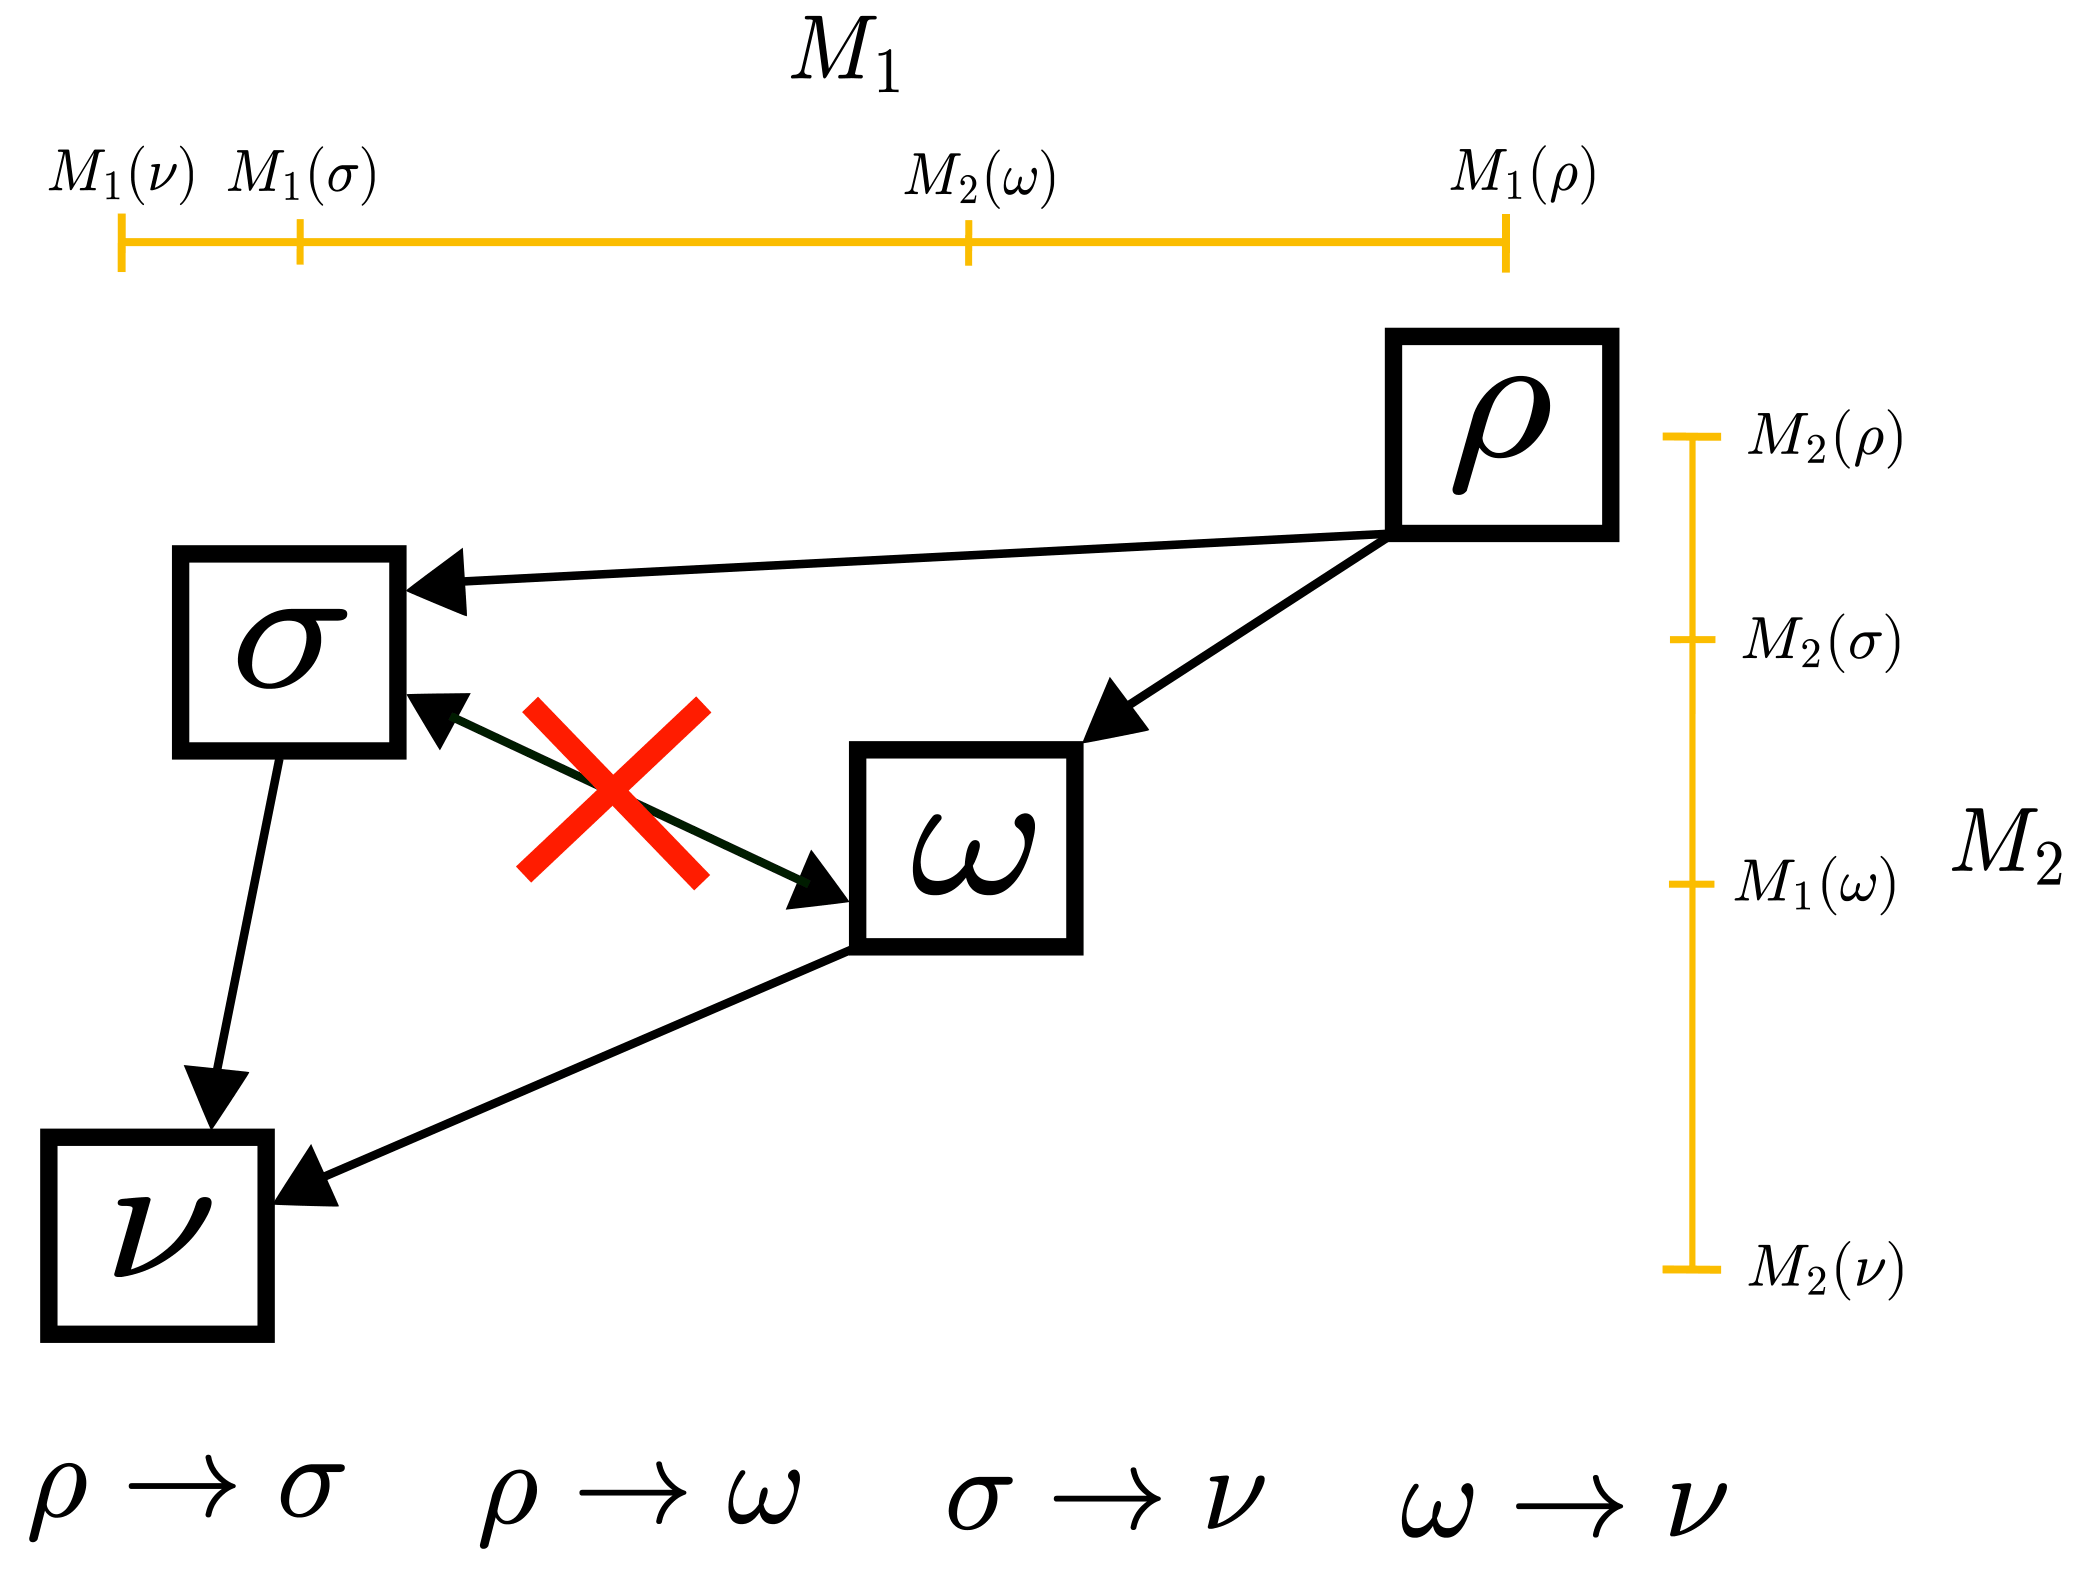 M₁
M₁(ν) M₁(σ) M₂(ω) M₁(ρ)
ρ
M₂(ρ)
σ
M₂(σ)
ω
M₁(ω)
M₂
ν
M₂(ν)
ρ → σ ρ → ω σ → ν ω → ν